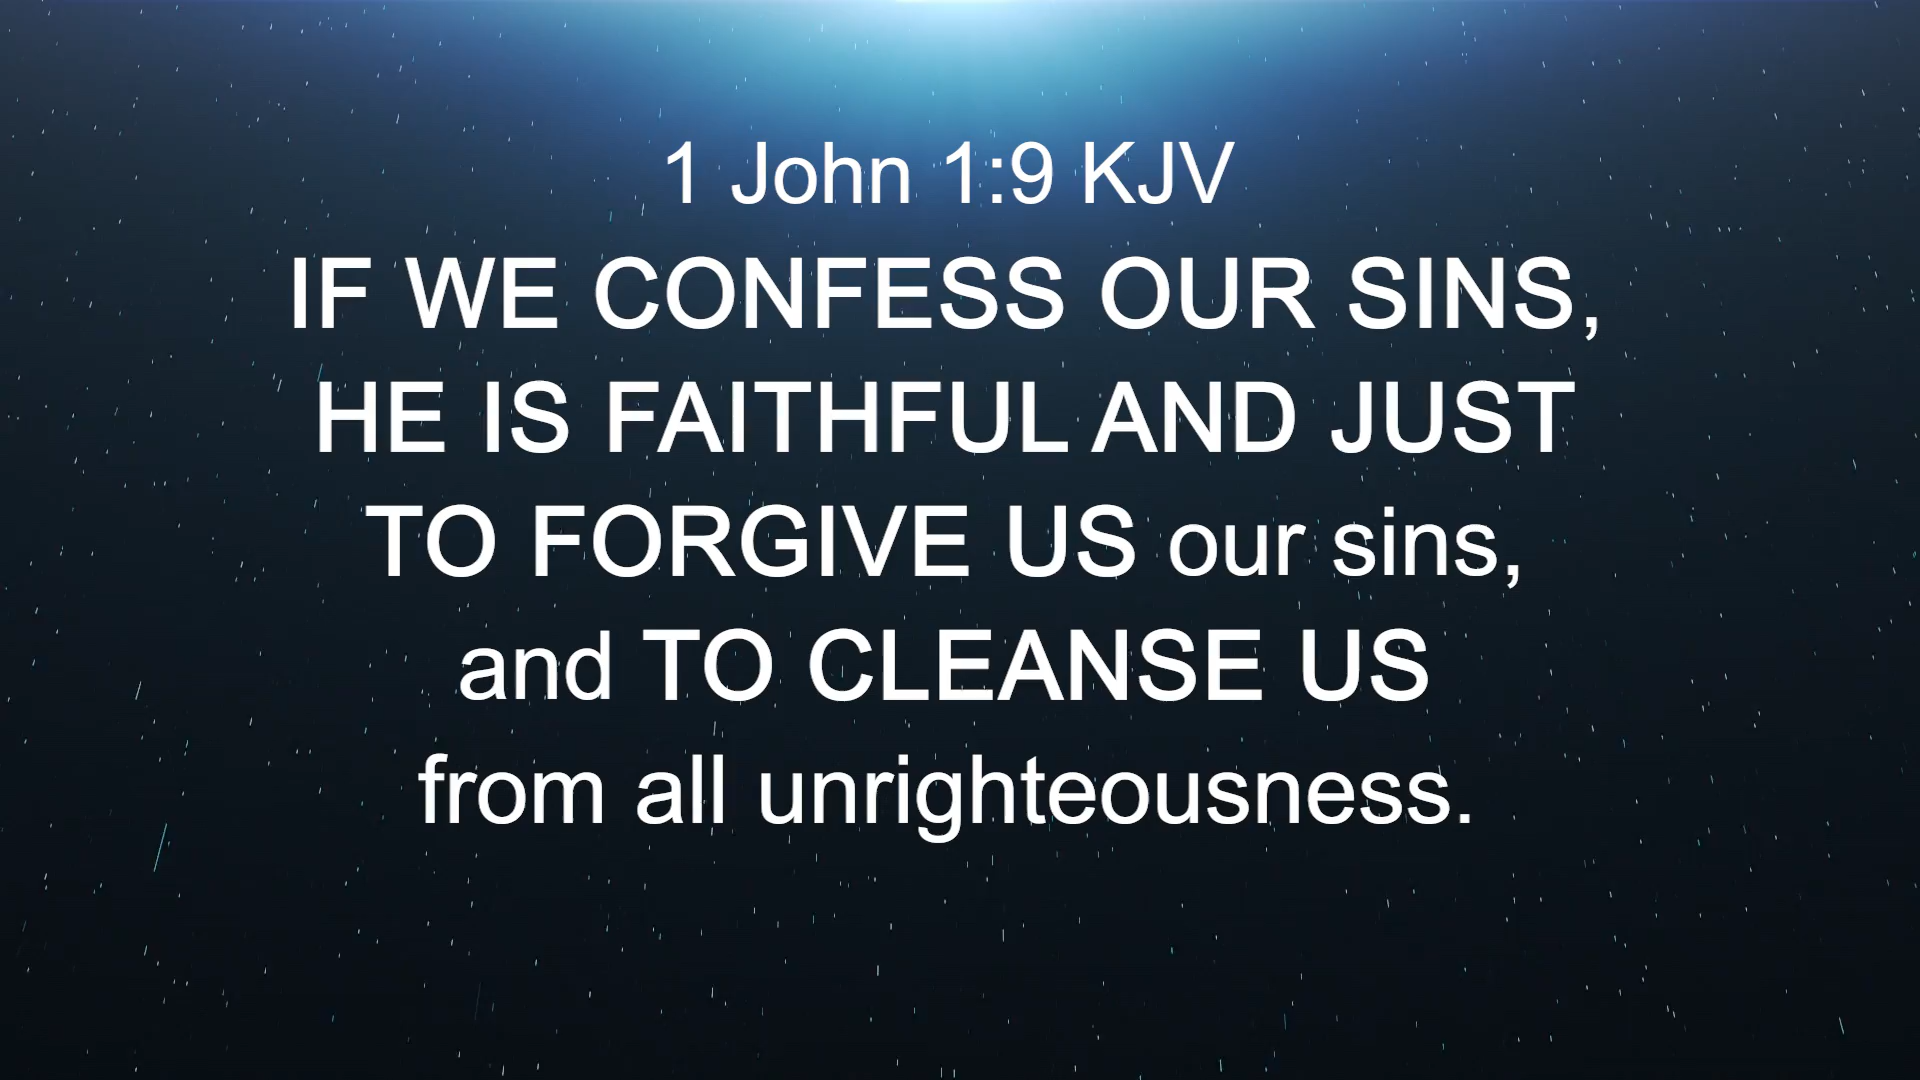 1 John 1:9 KJV
IF WE CONFESS OUR SINS,
HE IS FAITHFUL AND JUST
TO FORGIVE US our sins,
and TO CLEANSE US
from all unrighteousness.